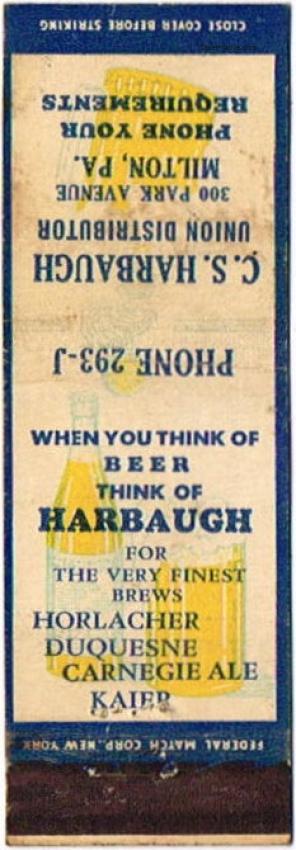 CLOSE COVER BEFORE STRIKING
PHONE 293-J
C. S. HARBAUGH
UNION DISTRIBUTOR
300 PARK AVENUE
MILTON, PA.
PHONE YOUR
REQUIREMENTS
WHEN YOU THINK OF
BEER
THINK OF
HARBAUGH
FOR
THE VERY FINEST
BREWS
HORLACHER
DUQUESNE
CARNEGIE ALE
KAIER
FEDERAL MATCH CORP. NEW YORK